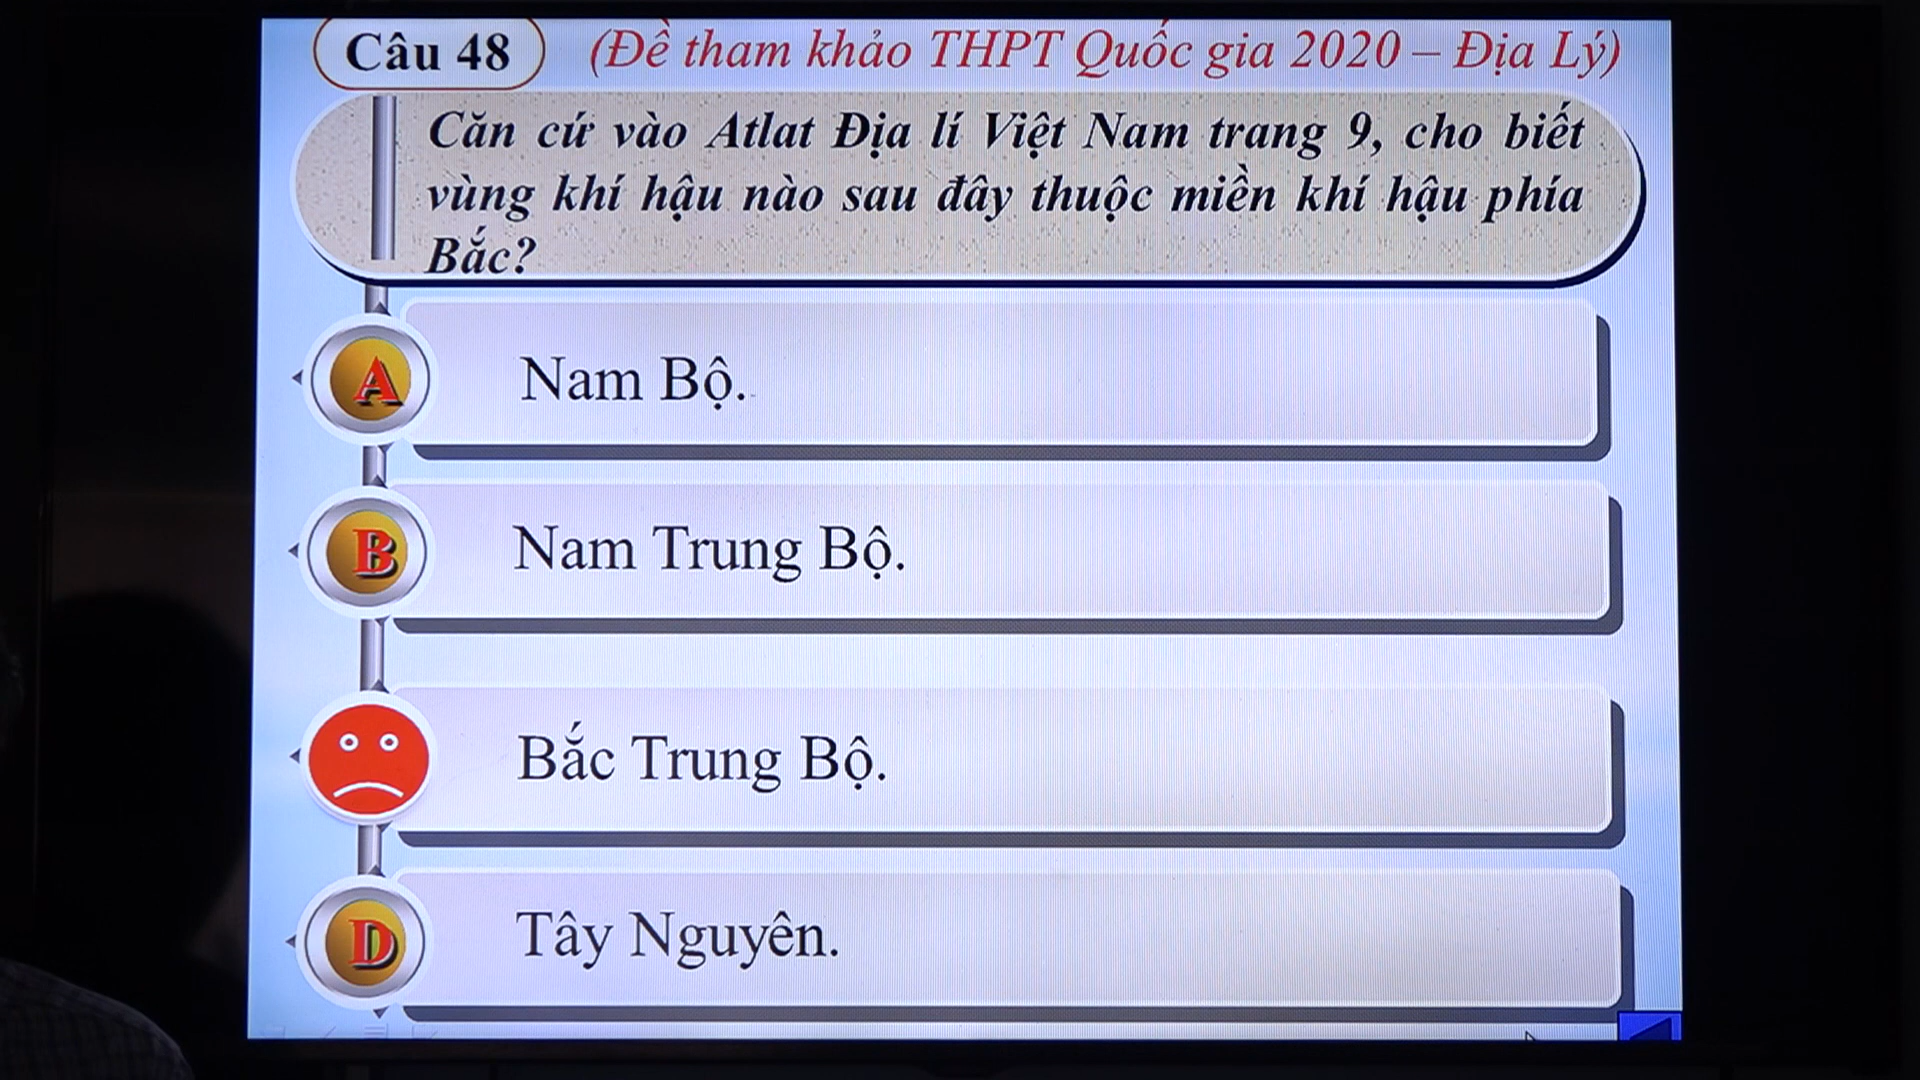 Câu 48 (Đề tham khảo THPT Quốc gia 2020 – Địa Lý)
Căn cứ vào Atlat Địa lí Việt Nam trang 9, cho biết
vùng khí hậu nào sau đây thuộc miền khí hậu phía
Bắc?
A Nam Bộ.
B Nam Trung Bộ.
Bắc Trung Bộ.
D Tây Nguyên.